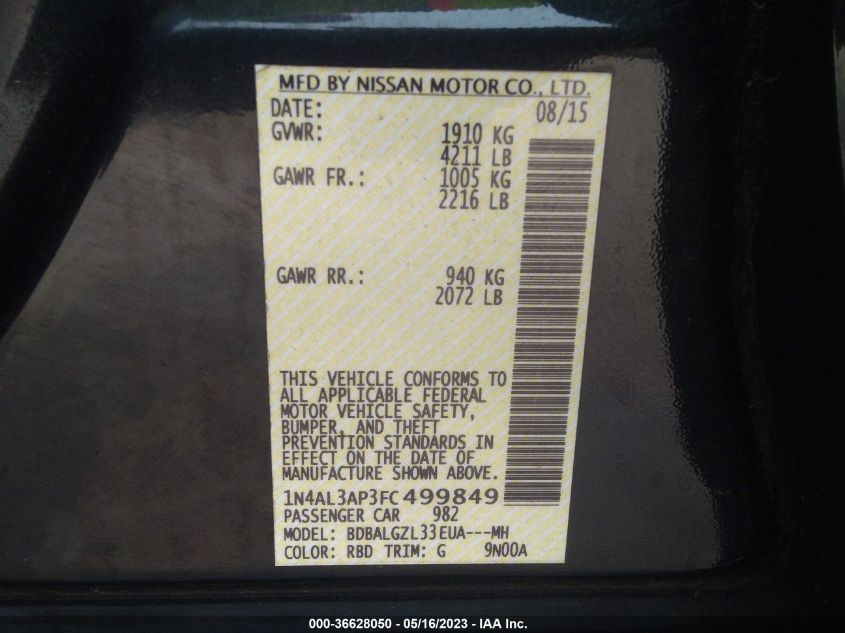 MFD BY NISSAN MOTOR CO., LTD.
DATE: 08/15
GVWR: 1910 KG
4211 LB
GAWR FR.: 1005 KG
2216 LB
GAWR RR.: 940 KG
2072 LB
THIS VEHICLE CONFORMS TO
ALL APPLICABLE FEDERAL
MOTOR VEHICLE SAFETY,
BUMPER, AND THEFT
PREVENTION STANDARDS IN
EFFECT ON THE DATE OF
MANUFACTURE SHOWN ABOVE.
1N4AL3AP3FC499849
PASSENGER CAR 982
MODEL: BDBALGZL33EUA---MH
COLOR: RBD TRIM: G 9N00A
000-36628050 - 05/16/2023 - IAA Inc.